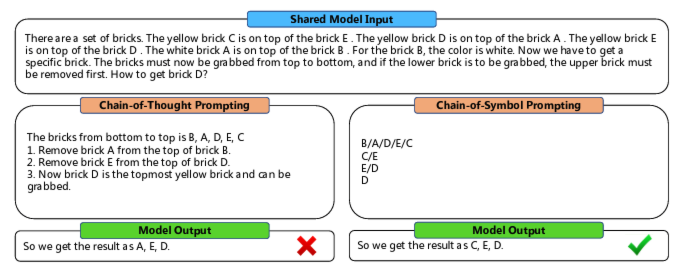 Shared Model Input
There are a set of bricks. The yellow brick C is on top of the brick E . The yellow brick D is on top of the brick A . The yellow brick E
is on top of the brick D . The white brick A is on top of the brick B . For the brick B, the color is white. Now we have to get a
specific brick. The bricks must now be grabbed from top to bottom, and if the lower brick is to be grabbed, the upper brick must
be removed first. How to get brick D?
Chain-of-Thought Prompting
The bricks from bottom to top is B, A, D, E, C
1. Remove brick A from the top of brick B.
2. Remove brick E from the top of brick D.
3. Now brick D is the topmost yellow brick and can be
grabbed.
Model Output
So we get the result as A, E, D.
Chain-of-Symbol Prompting
B/A/D/E/C
C/E
E/D
D
Model Output
So we get the result as C, E, D.